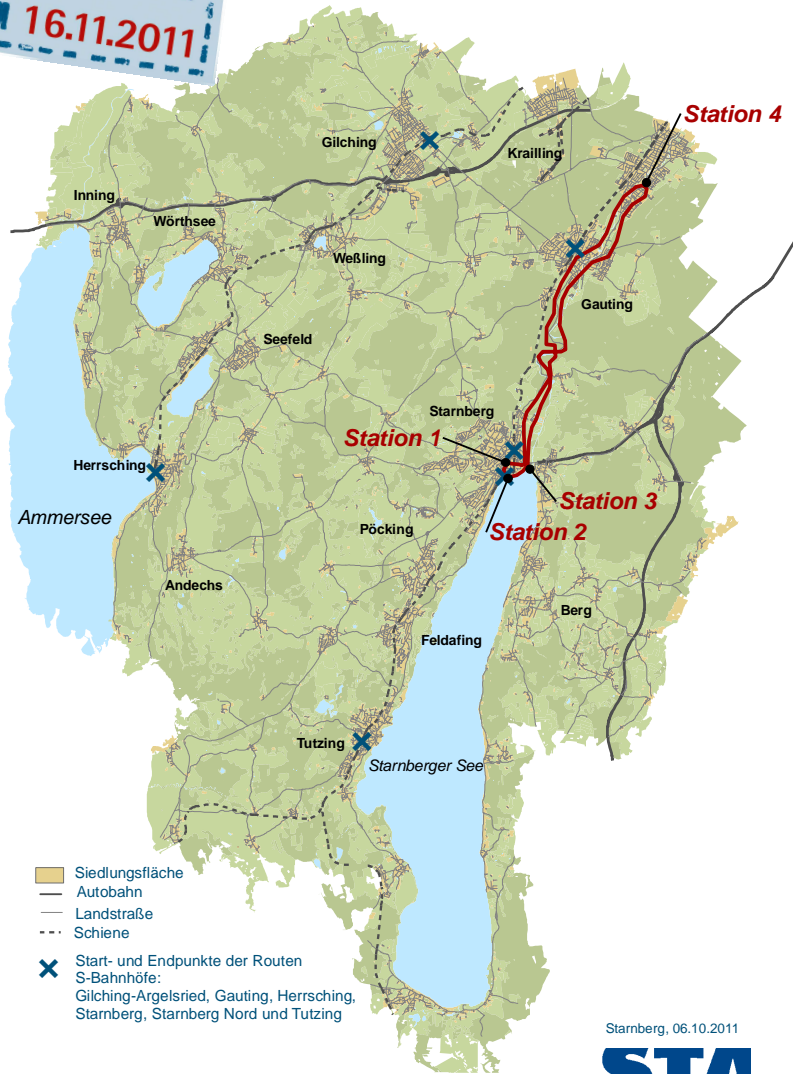 16.11.2011
Station 4
Gilching
Krailling
Inning
Wörthsee
Weßling
Gauting
Seefeld
Starnberg
Station 1
Herrsching
Station 3
Ammersee
Pöcking
Station 2
Andechs
Berg
Feldafing
Tutzing
Starnberger See
Siedlungsfläche
Autobahn
Landstraße
Schiene
Start- und Endpunkte der Routen
S-Bahnhöfe:
Gilching-Argelsried, Gauting, Herrsching,
Starnberg, Starnberg Nord und Tutzing
Starnberg, 06.10.2011
STA